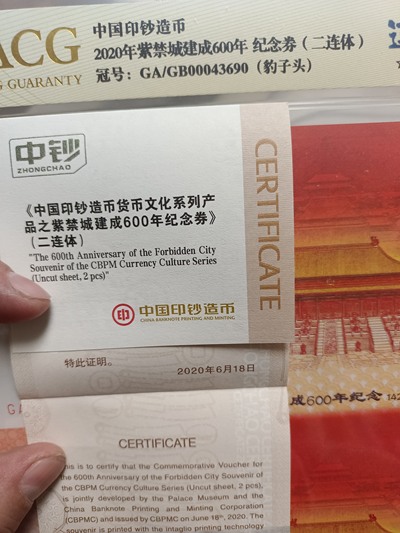 ACG
GUARANTY
中国印钞造币
2020年紫禁城建成600年 纪念券（二连体）
冠号：GA/GB00043690（豹子头）
中钞
ZHONGCHAO
CERTIFICATE
《中国印钞造币货币文化系列产
品之紫禁城建成600年纪念券》
（二连体）
"The 600th Anniversary of the Forbidden City
Souvenir of the CBPM Currency Culture Series
(Uncut sheet, 2 pcs)"
中国印钞造币
CHINA BANKNOTE PRINTING AND MINTING
特此证明。
2020年6月18日
成600年纪念 142
GA
CERTIFICATE
is is to certify that the Commemorative Voucher for
the 600th Anniversary of the Forbidden City Souvenir of
the CBPM Currency Culture Series (Uncut sheet, 2 pcs),
is jointly developed by the Palace Museum and the
China Banknote Printing and Minting Corporation
(CBPMC) and issued by CBPMC on June 18th, 2020. The
souvenir is printed with the intaglio printing technology